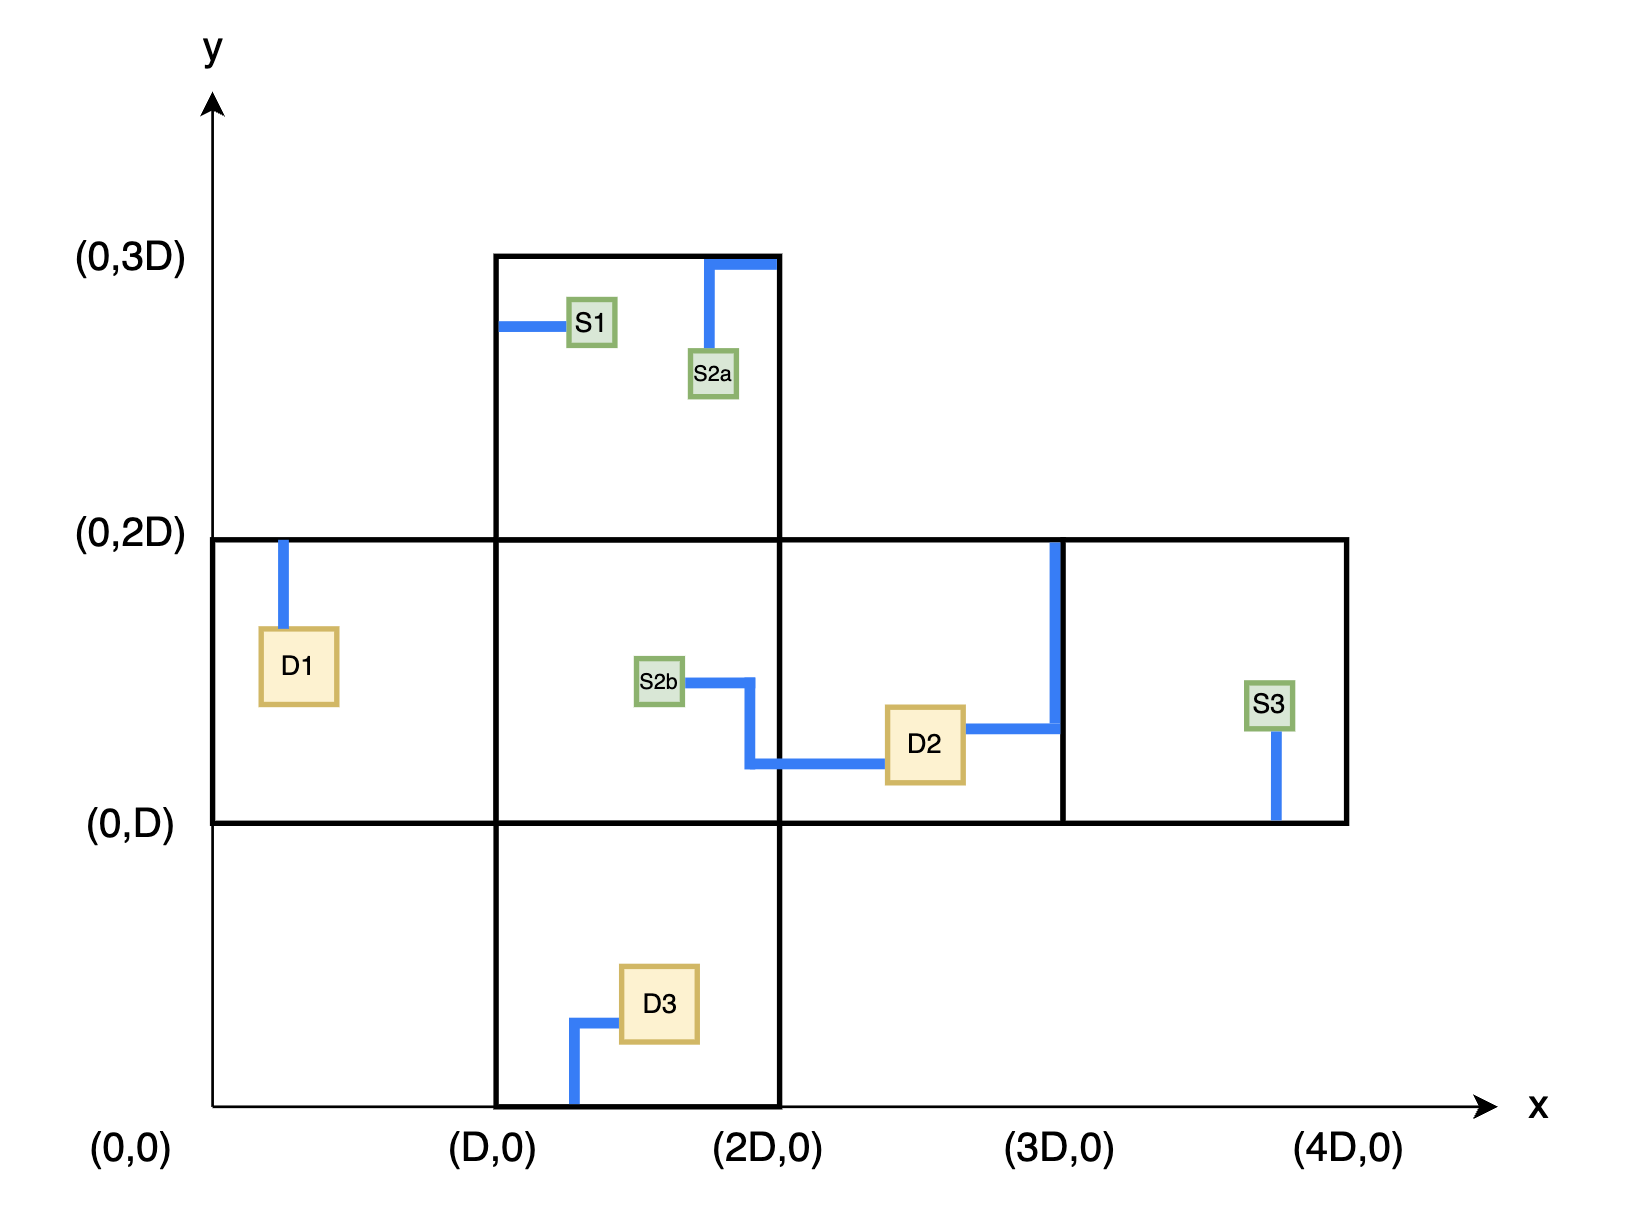 y
(0,3D)
S1
S2a
(0,2D)
D1
S2b
S3
D2
(0,D)
D3
x
(0,0)
(D,0)
(2D,0)
(3D,0)
(4D,0)